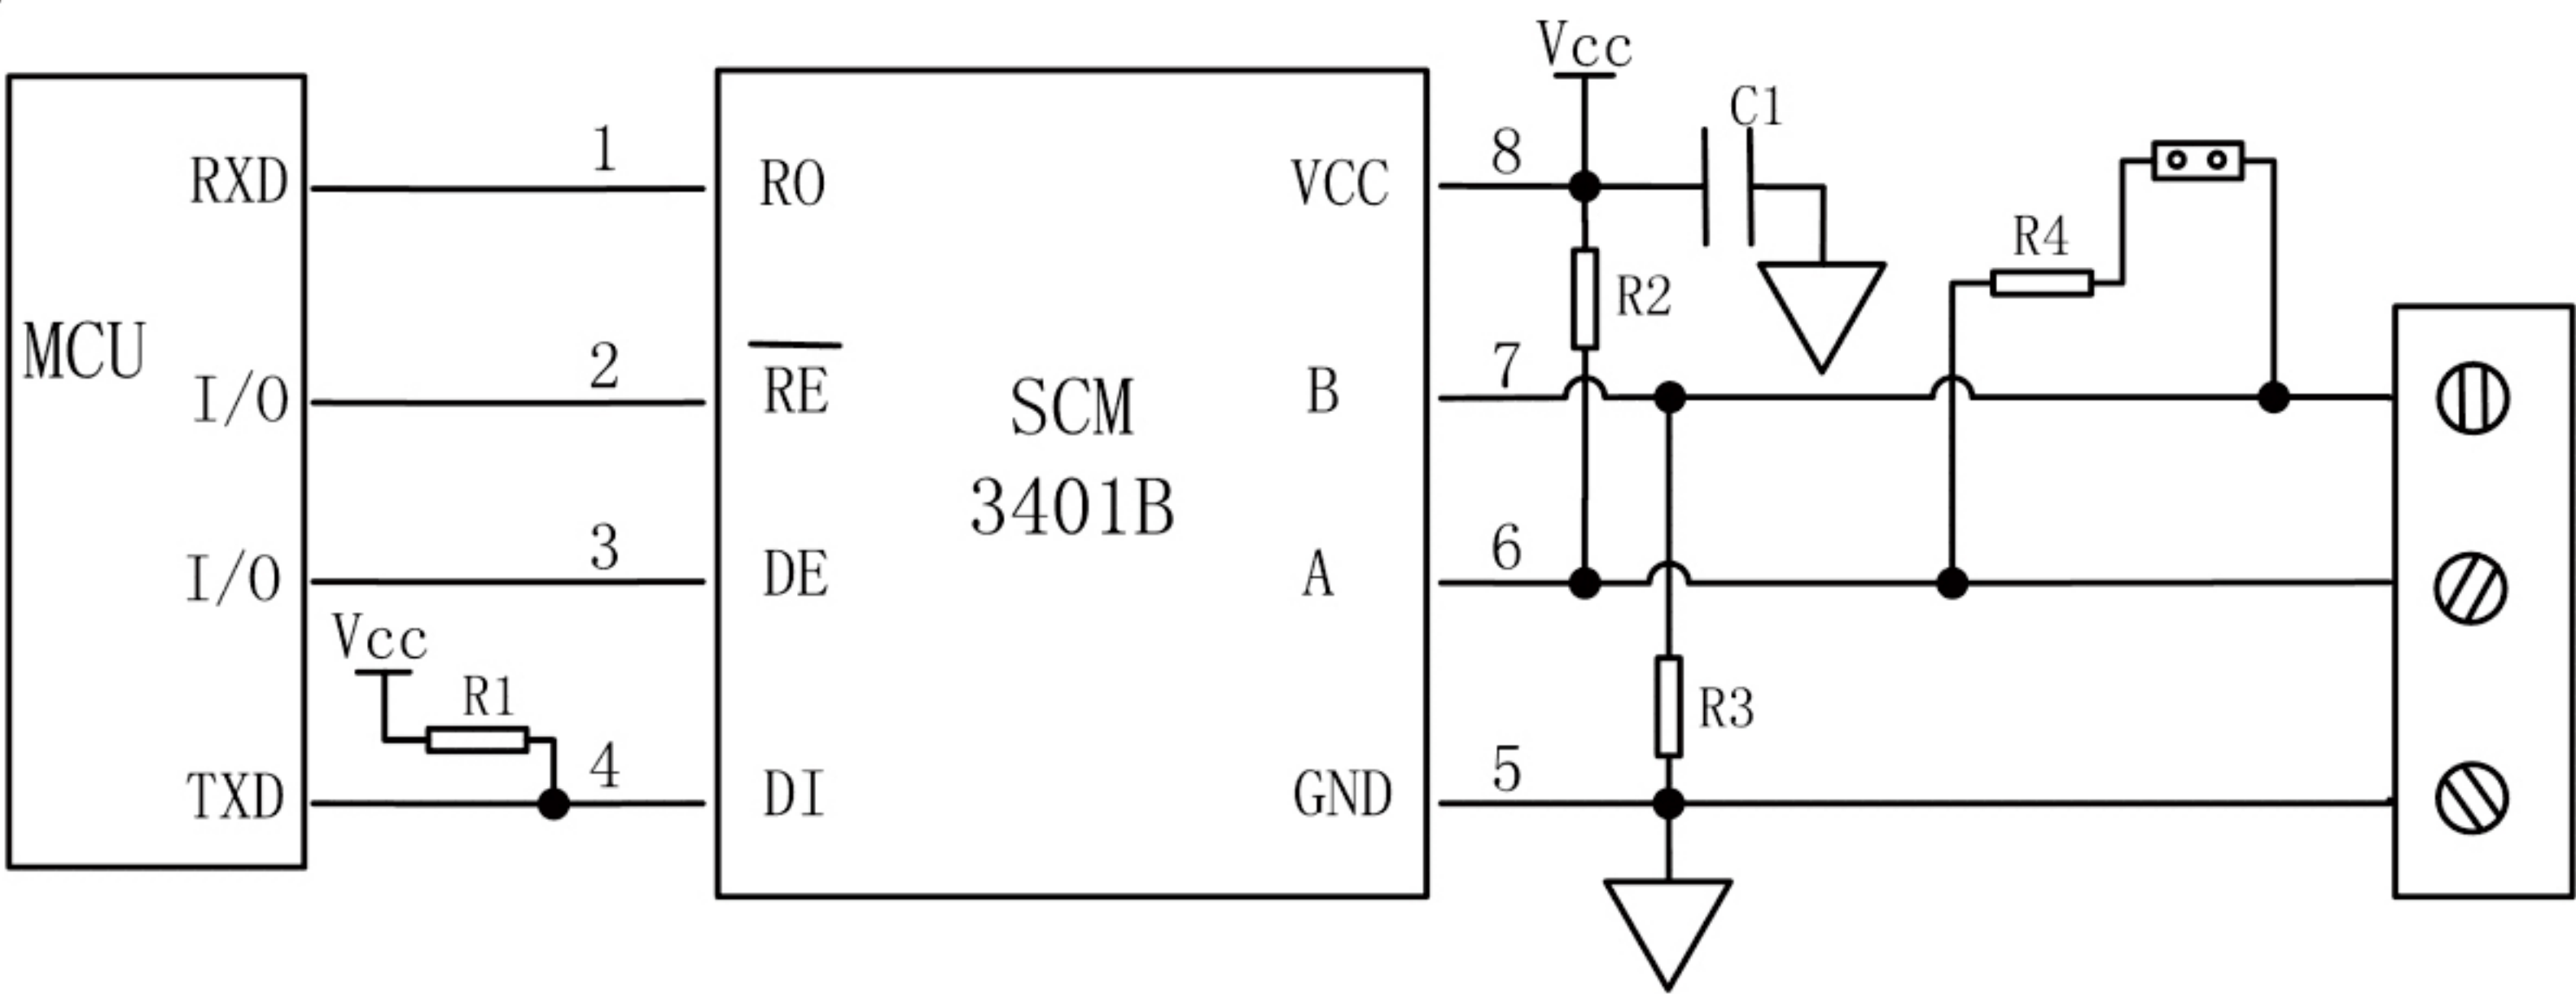 Vcc
C1
RXD 1 RO VCC 8
R4
R2
MCU
I/O 2 RE B 7
SCM
3401B
I/O 3 DE A 6
Vcc
R1
R3
TXD 4 DI GND 5